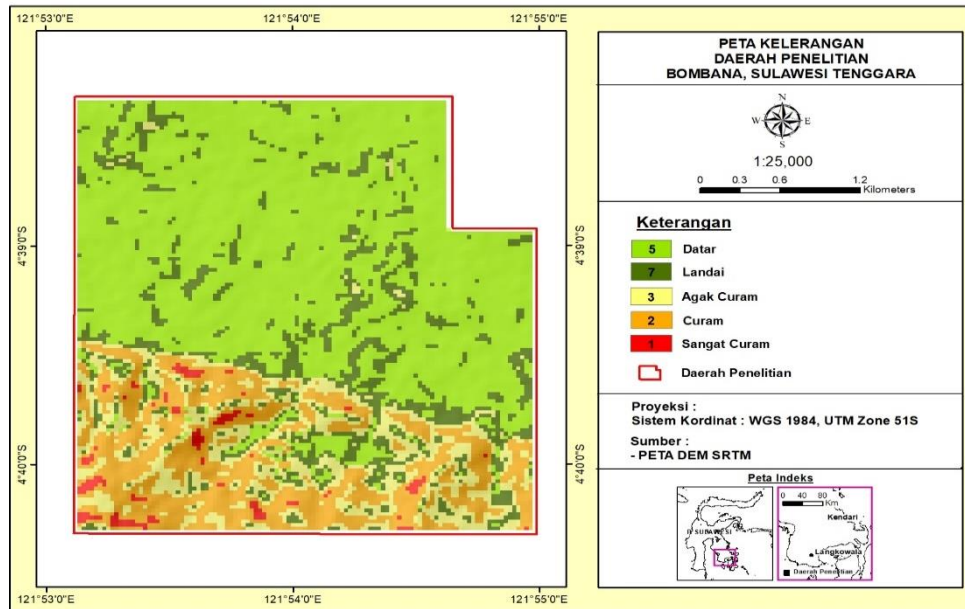 121°53'0"E
121°54'0"E
121°55'0"E
4°39'0"S
4°39'0"S
4°40'0"S
4°40'0"S
121°53'0"E
121°54'0"E
121°55'0"E
PETA KELERANGAN
DAERAH PENELITIAN
BOMBANA, SULAWESI TENGGARA
N
W
E
S
1:25,000
0 0.3 0.6 1.2
Kilometers
Keterangan
5 Datar
7 Landai
3 Agak Curam
2 Curam
1 Sangat Curam
Daerah Penelitian
Proyeksi :
Sistem Kordinat : WGS 1984, UTM Zone 51S
Sumber :
- PETA DEM SRTM
Peta Indeks
SULAWESI
0 40 80
Km
Kendari
Langkowala
Daerah Penelitian